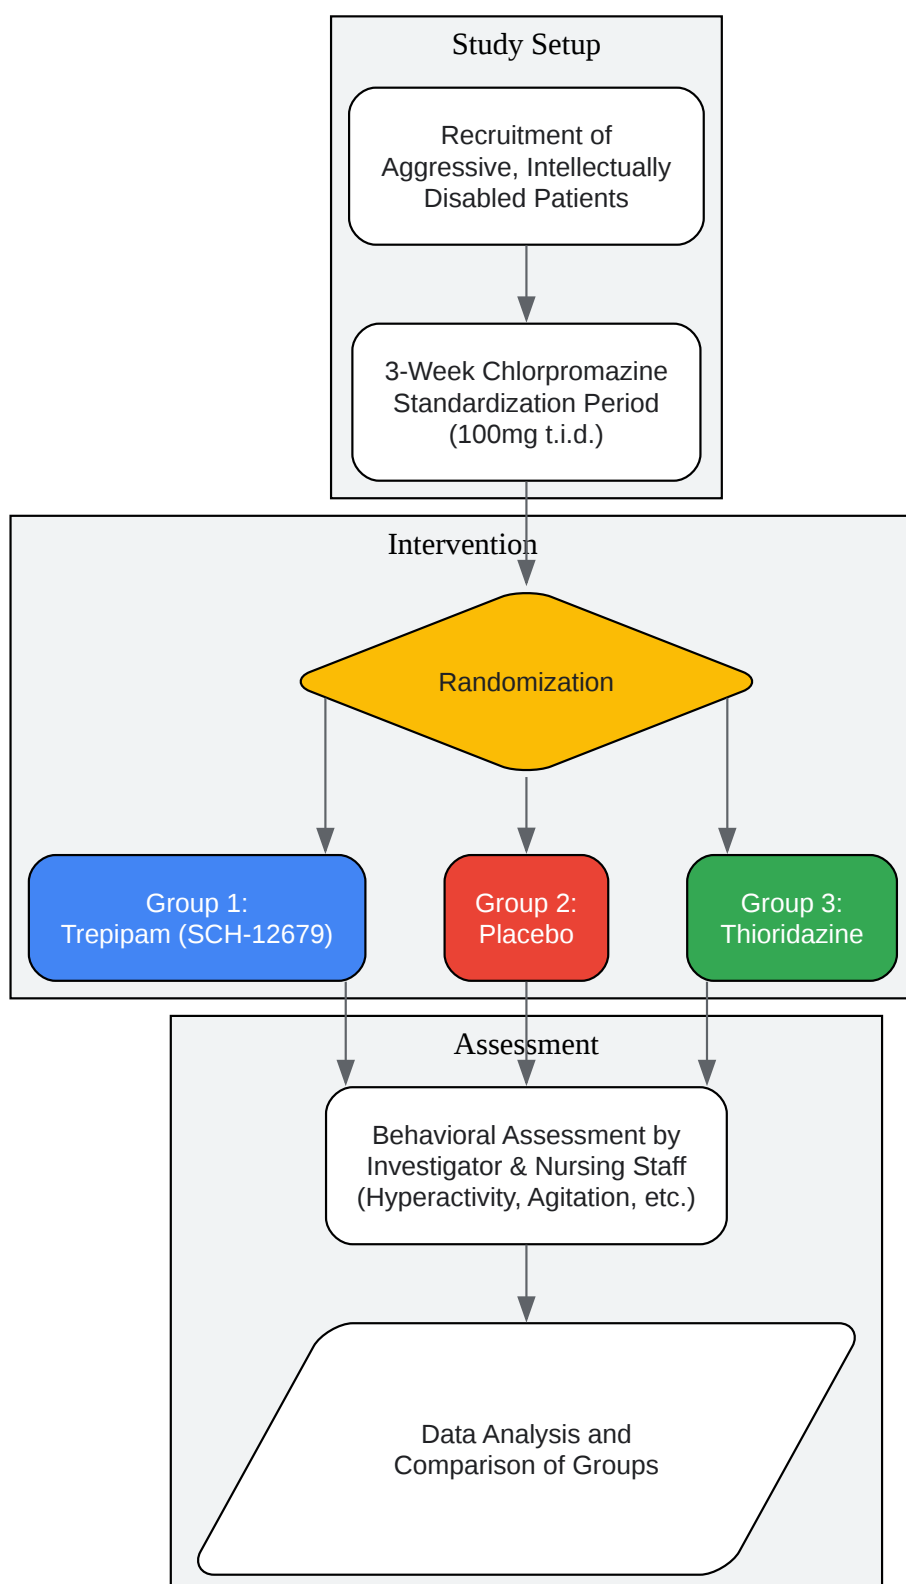 Study Setup
Recruitment of
Aggressive, Intellectually
Disabled Patients
3-Week Chlorpromazine
Standardization Period
(100mg t.i.d.)
Intervention
Randomization
Group 1:
Trepipam (SCH-12679)
Group 2:
Placebo
Group 3:
Thioridazine
Assessment
Behavioral Assessment by
Investigator & Nursing Staff
(Hyperactivity, Agitation, etc.)
Data Analysis and
Comparison of Groups